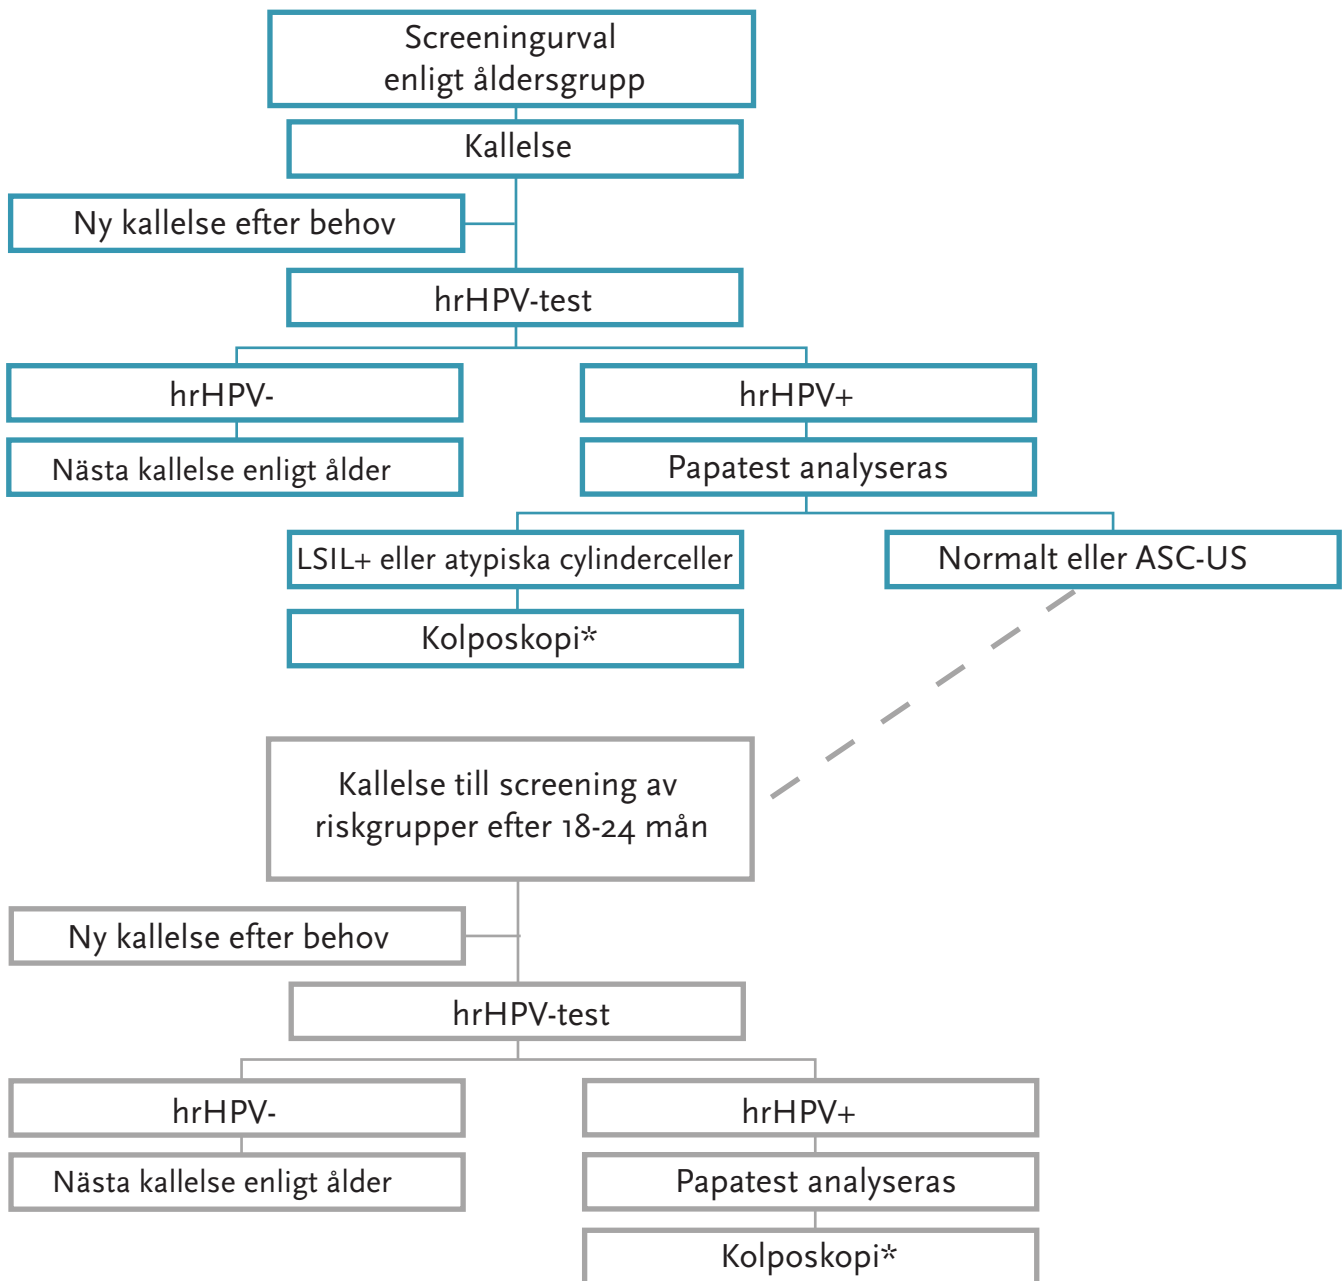 Screeningurval
enligt åldersgrupp
Kallelse
Ny kallelse efter behov
hrHPV-test
hrHPV-
hrHPV+
Nästa kallelse enligt ålder
Papatest analyseras
LSIL+ eller atypiska cylinderceller
Normalt eller ASC-US
Kolposkopi*
Kallelse till screening av
riskgrupper efter 18-24 mån
Ny kallelse efter behov
hrHPV-test
hrHPV-
hrHPV+
Nästa kallelse enligt ålder
Papatest analyseras
Kolposkopi*